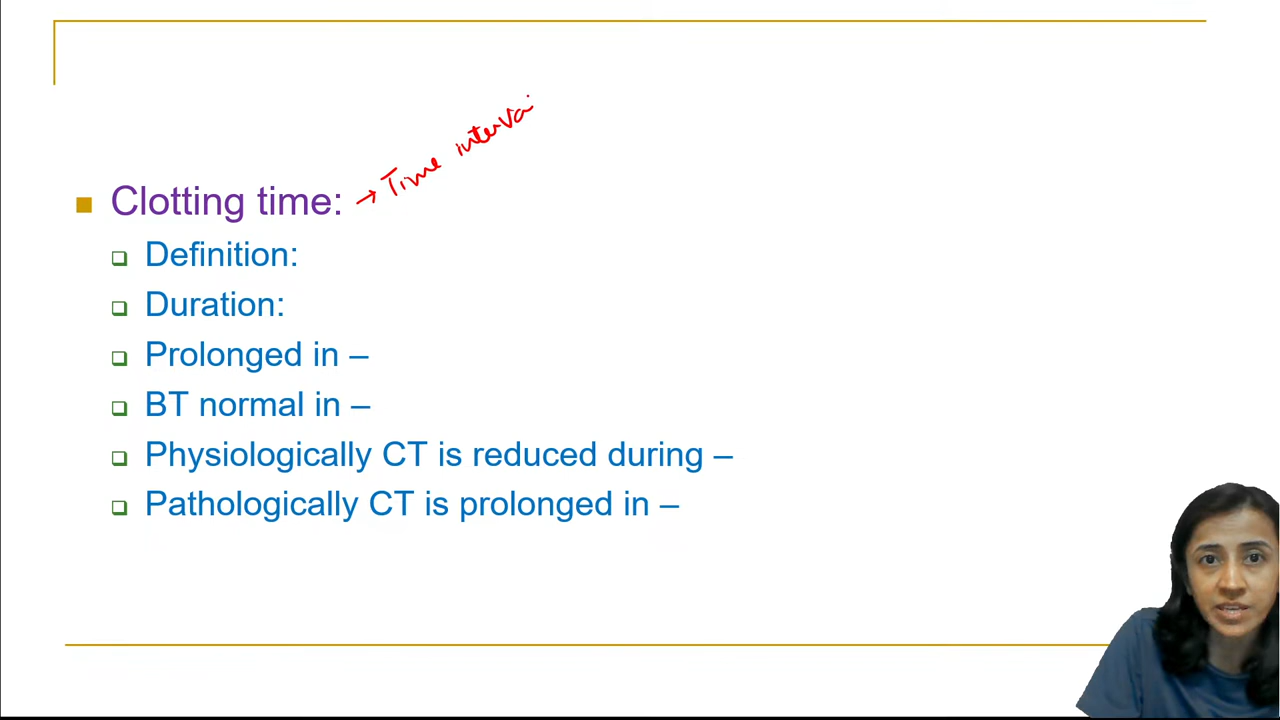 → Time interva
Clotting time:
Definition:
Duration:
Prolonged in –
BT normal in –
Physiologically CT is reduced during –
Pathologically CT is prolonged in –